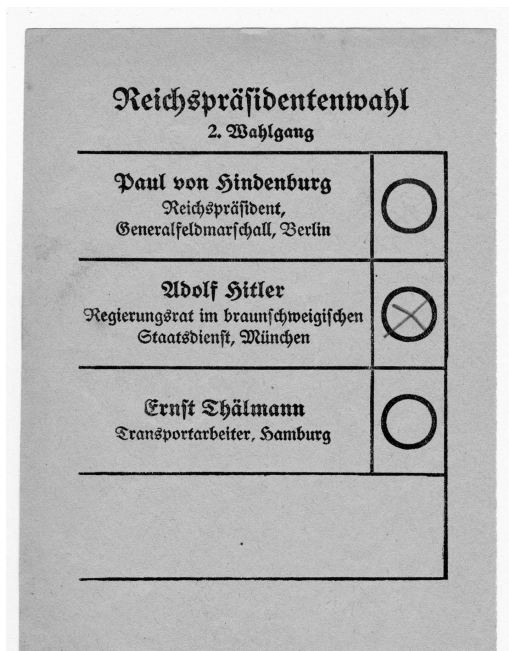 Reichspräsidentenwahl
2. Wahlgang
Paul von Hindenburg
Reichspräsident,
Generalfeldmarschall, Berlin
Adolf Hitler
Regierungsrat im braunschweigischen
Staatsdienst, München
Ernst Thälmann
Transportarbeiter, Hamburg